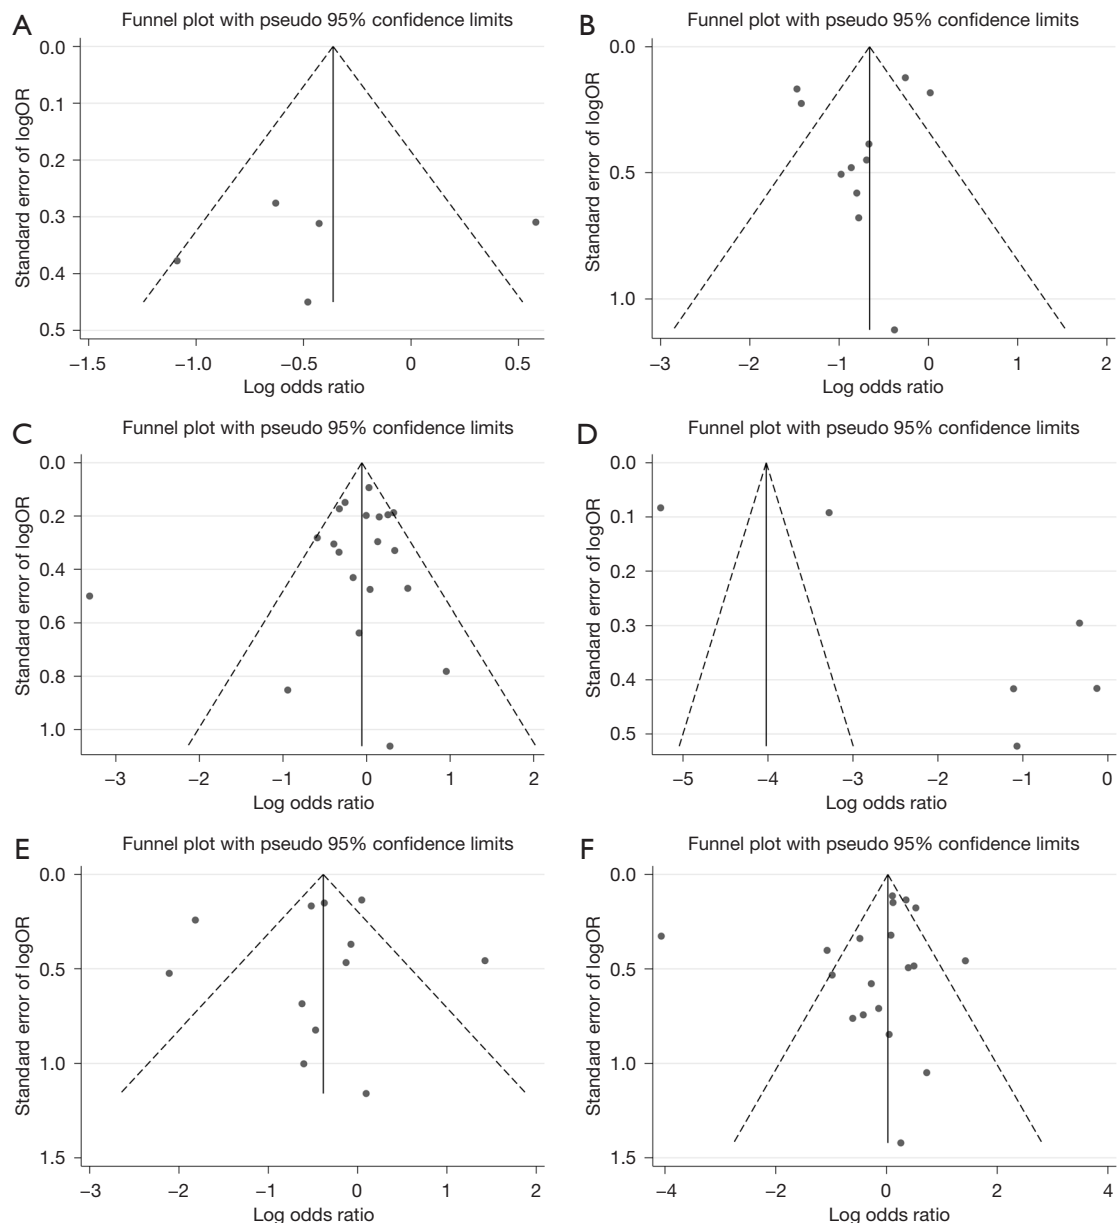 A
Funnel plot with pseudo 95% confidence limits
Standard error of logOR
0.0
0.1
0.2
0.3
0.4
0.5
−1.5 −1.0 −0.5 0 0.5
Log odds ratio
B
Funnel plot with pseudo 95% confidence limits
Standard error of logOR
0.0
0.5
1.0
−3 −2 −1 0 1 2
Log odds ratio
C
Funnel plot with pseudo 95% confidence limits
Standard error of logOR
0.0
0.2
0.4
0.6
0.8
1.0
−3 −2 −1 0 1 2
Log odds ratio
D
Funnel plot with pseudo 95% confidence limits
Standard error of logOR
0.0
0.1
0.2
0.3
0.4
0.5
−5 −4 −3 −2 −1 0
Log odds ratio
E
Funnel plot with pseudo 95% confidence limits
Standard error of logOR
0.0
0.5
1.0
1.5
−3 −2 −1 0 1 2
Log odds ratio
F
Funnel plot with pseudo 95% confidence limits
Standard error of logOR
0.0
0.5
1.0
1.5
−4 −2 0 2 4
Log odds ratio